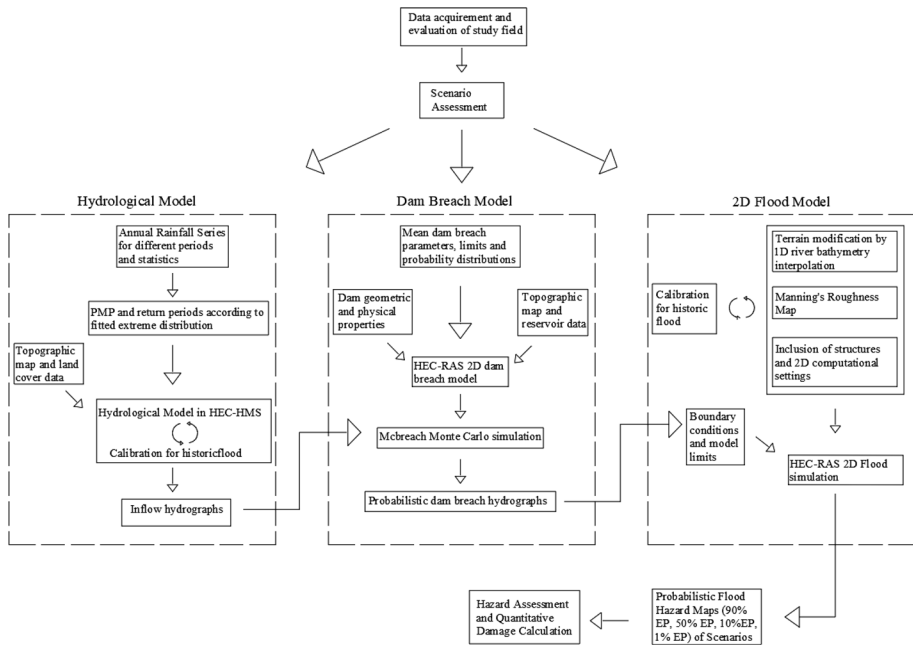 Data acquirement and
evaluation of study field
Scenario
Assessment
Hydrological Model
Annual Rainfall Series
for different periods
and statistics
PMP and return periods according to
fitted extreme distribution
Topographic
map and land
cover data
Hydrological Model in HEC-HMS
Calibration for historicflood
Inflow hydrographs
Dam Breach Model
Mean dam breach
parameters, limits and
probability distributions
Dam geometric
and physical
properties
Topographic
map and
reservoir data
HEC-RAS 2D dam
breach model
Mcbreach Monte Carlo simulation
Probabilistic dam breach hydrographs
2D Flood Model
Terrain modification by
1D river bathymetry
interpolation
Manning's Roughness
Map
Inclusion of structures
and 2D computational
settings
Calibration
for historic
flood
Boundary
conditions
and model
limits
HEC-RAS 2D Flood
simulation
Probabilistic Flood
Hazard Maps (90%
EP, 50% EP, 10%EP,
1% EP) of Scenarios
Hazard Assessment
and Quantitative
Damage Calculation